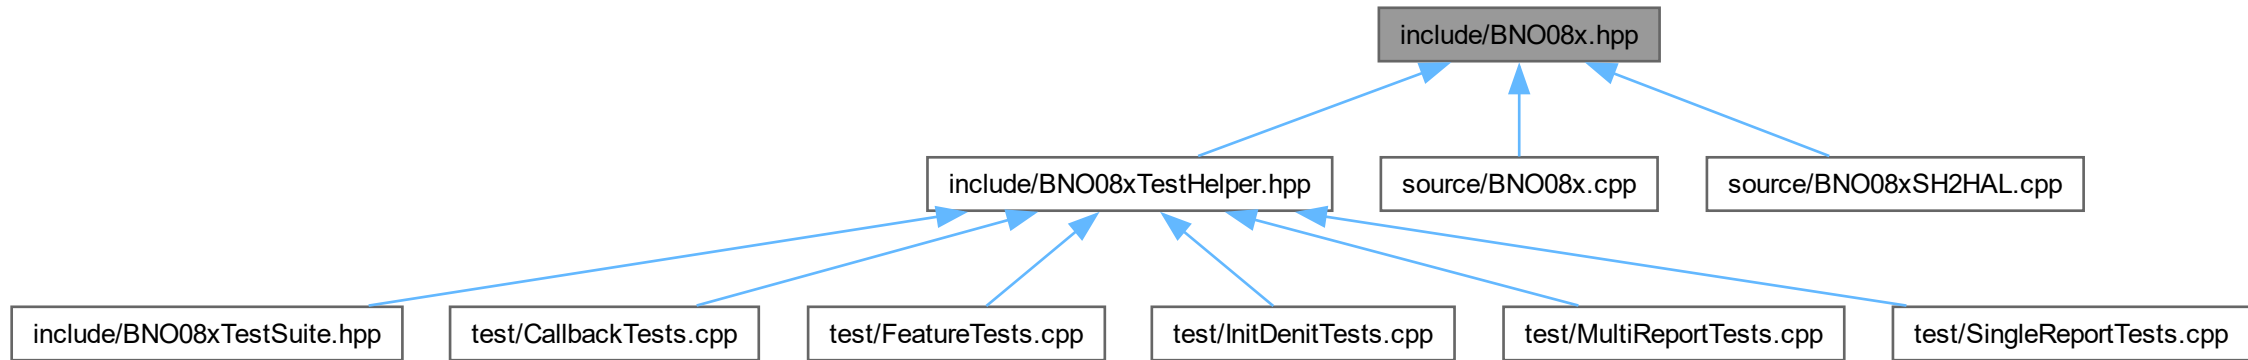 include/BNO08x.hpp
include/BNO08xTestHelper.hpp
source/BNO08x.cpp
source/BNO08xSH2HAL.cpp
include/BNO08xTestSuite.hpp
test/CallbackTests.cpp
test/FeatureTests.cpp
test/InitDenitTests.cpp
test/MultiReportTests.cpp
test/SingleReportTests.cpp